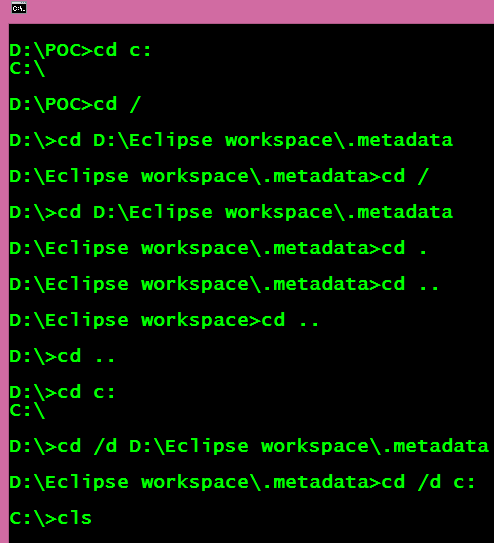 D:\POC>cd c:
C:\
D:\POC>cd /
D:\>cd D:\Eclipse workspace\.metadata
D:\Eclipse workspace\.metadata>cd /
D:\>cd D:\Eclipse workspace\.metadata
D:\Eclipse workspace\.metadata>cd .
D:\Eclipse workspace\.metadata>cd ..
D:\Eclipse workspace>cd ..
D:\>cd ..
D:\>cd c:
C:\
D:\>cd /d D:\Eclipse workspace\.metadata
D:\Eclipse workspace\.metadata>cd /d c:
C:\>cls